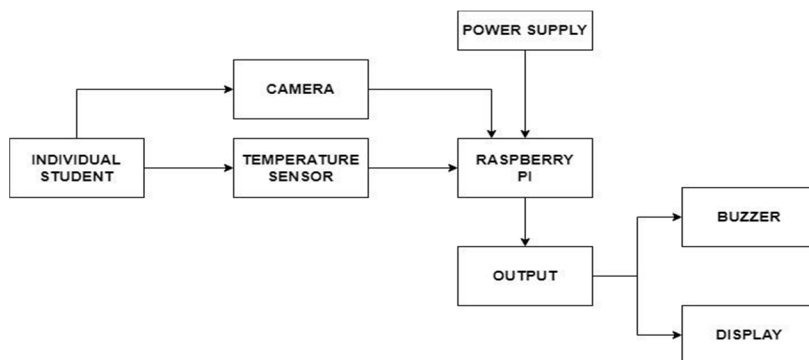 POWER SUPPLY
CAMERA
INDIVIDUAL
STUDENT
TEMPERATURE
SENSOR
RASPBERRY
PI
BUZZER
OUTPUT
DISPLAY